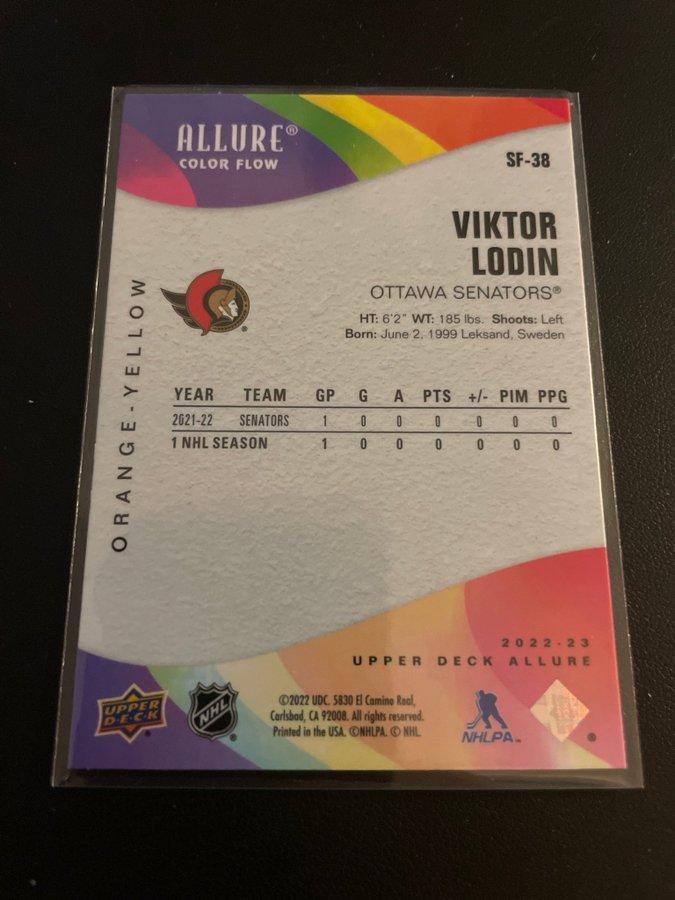 ALLURE®
COLOR FLOW
SF-38
VIKTOR
LODIN
OTTAWA SENATORS®
HT: 6'2" WT: 185 lbs. Shoots: Left
Born: June 2, 1999 Leksand, Sweden
ORANGE-YELLOW
YEAR TEAM GP G A PTS +/- PIM PPG
2021-22 SENATORS 1 0 0 0 0 0 0
1 NHL SEASON 1 0 0 0 0 0 0
2022-23
UPPER DECK ALLURE
UPPER
DECK
NHL
©2022 UDC. 5830 El Camino Real,
Carlsbad, CA 92008. All rights reserved.
Printed in the USA. ©NHLPA. © NHL.
NHLPA
®